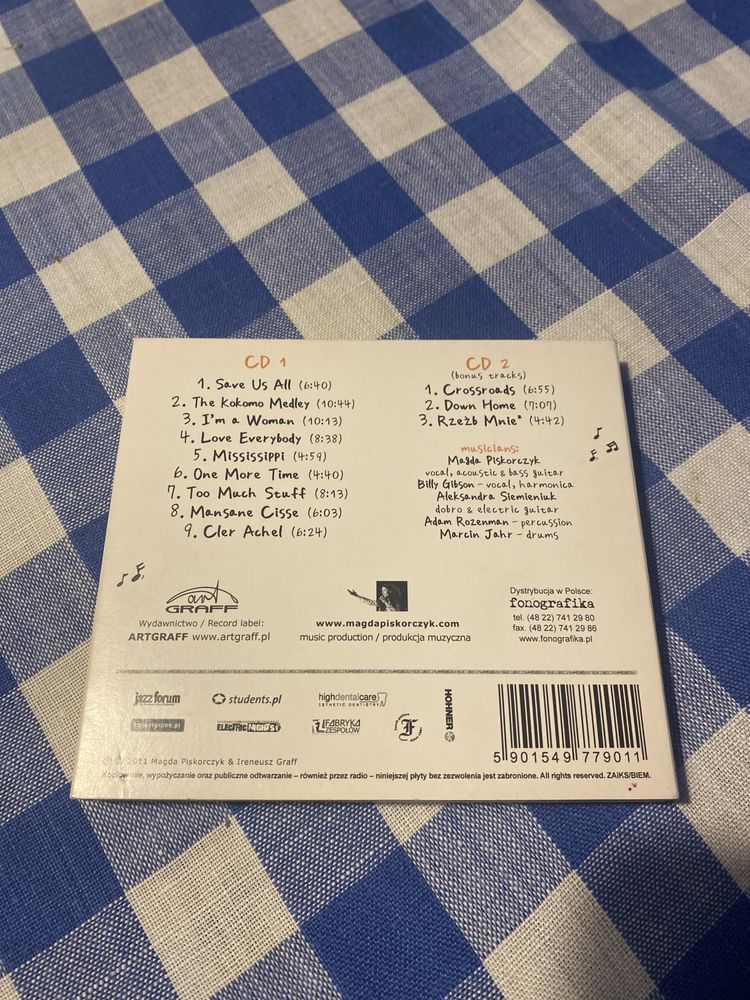 CD 1
1. Save Us All (6:40)
2. The Kokomo Medley (10:44)
3. I'm a Woman (10:13)
4. Love Everybody (8:38)
5. Mississippi (4:59)
6. One More Time (4:40)
7. Too Much Stuff (8:13)
8. Mansane Cisse (6:03)
9. Cler Achel (6:24)
CD 2
(bonus tracks)
1. Crossroads (6:55)
2. Down Home (7:07)
3. Rzeźb Mnie* (4:42)
musicians:
Magda Piskorczyk
vocal, acoustic & bass guitar
Billy Gibson – vocal, harmonica
Aleksandra Siemieniuk
dobro & electric guitar
Adam Rozenman – percussion
Marcin Jahr – drums
art
GRAFF
Wydawnictwo / Record label:
ARTGRAFF www.artgraff.pl
www.magdapiskorczyk.com
music production / produkcja muzyczna
Dystrybucja w Polsce:
fonografika
tel. (48 22) 741 29 80
fax. (48 22) 741 29 86
www.fonografika.pl
jazzforum
students.pl
highdentalcare
ESTHETIC DENTISTRY
ELECTRIC NIGHTS
FABRYKA
ZESPOŁÓW
F
HOHNER
5 901549 779011
© 2011 Magda Piskorczyk & Ireneusz Graff
Kopiowanie, wypożyczanie oraz publiczne odtwarzanie – również przez radio – niniejszej płyty bez zezwolenia jest zabronione. All rights reserved. ZAiKS/BIEM.